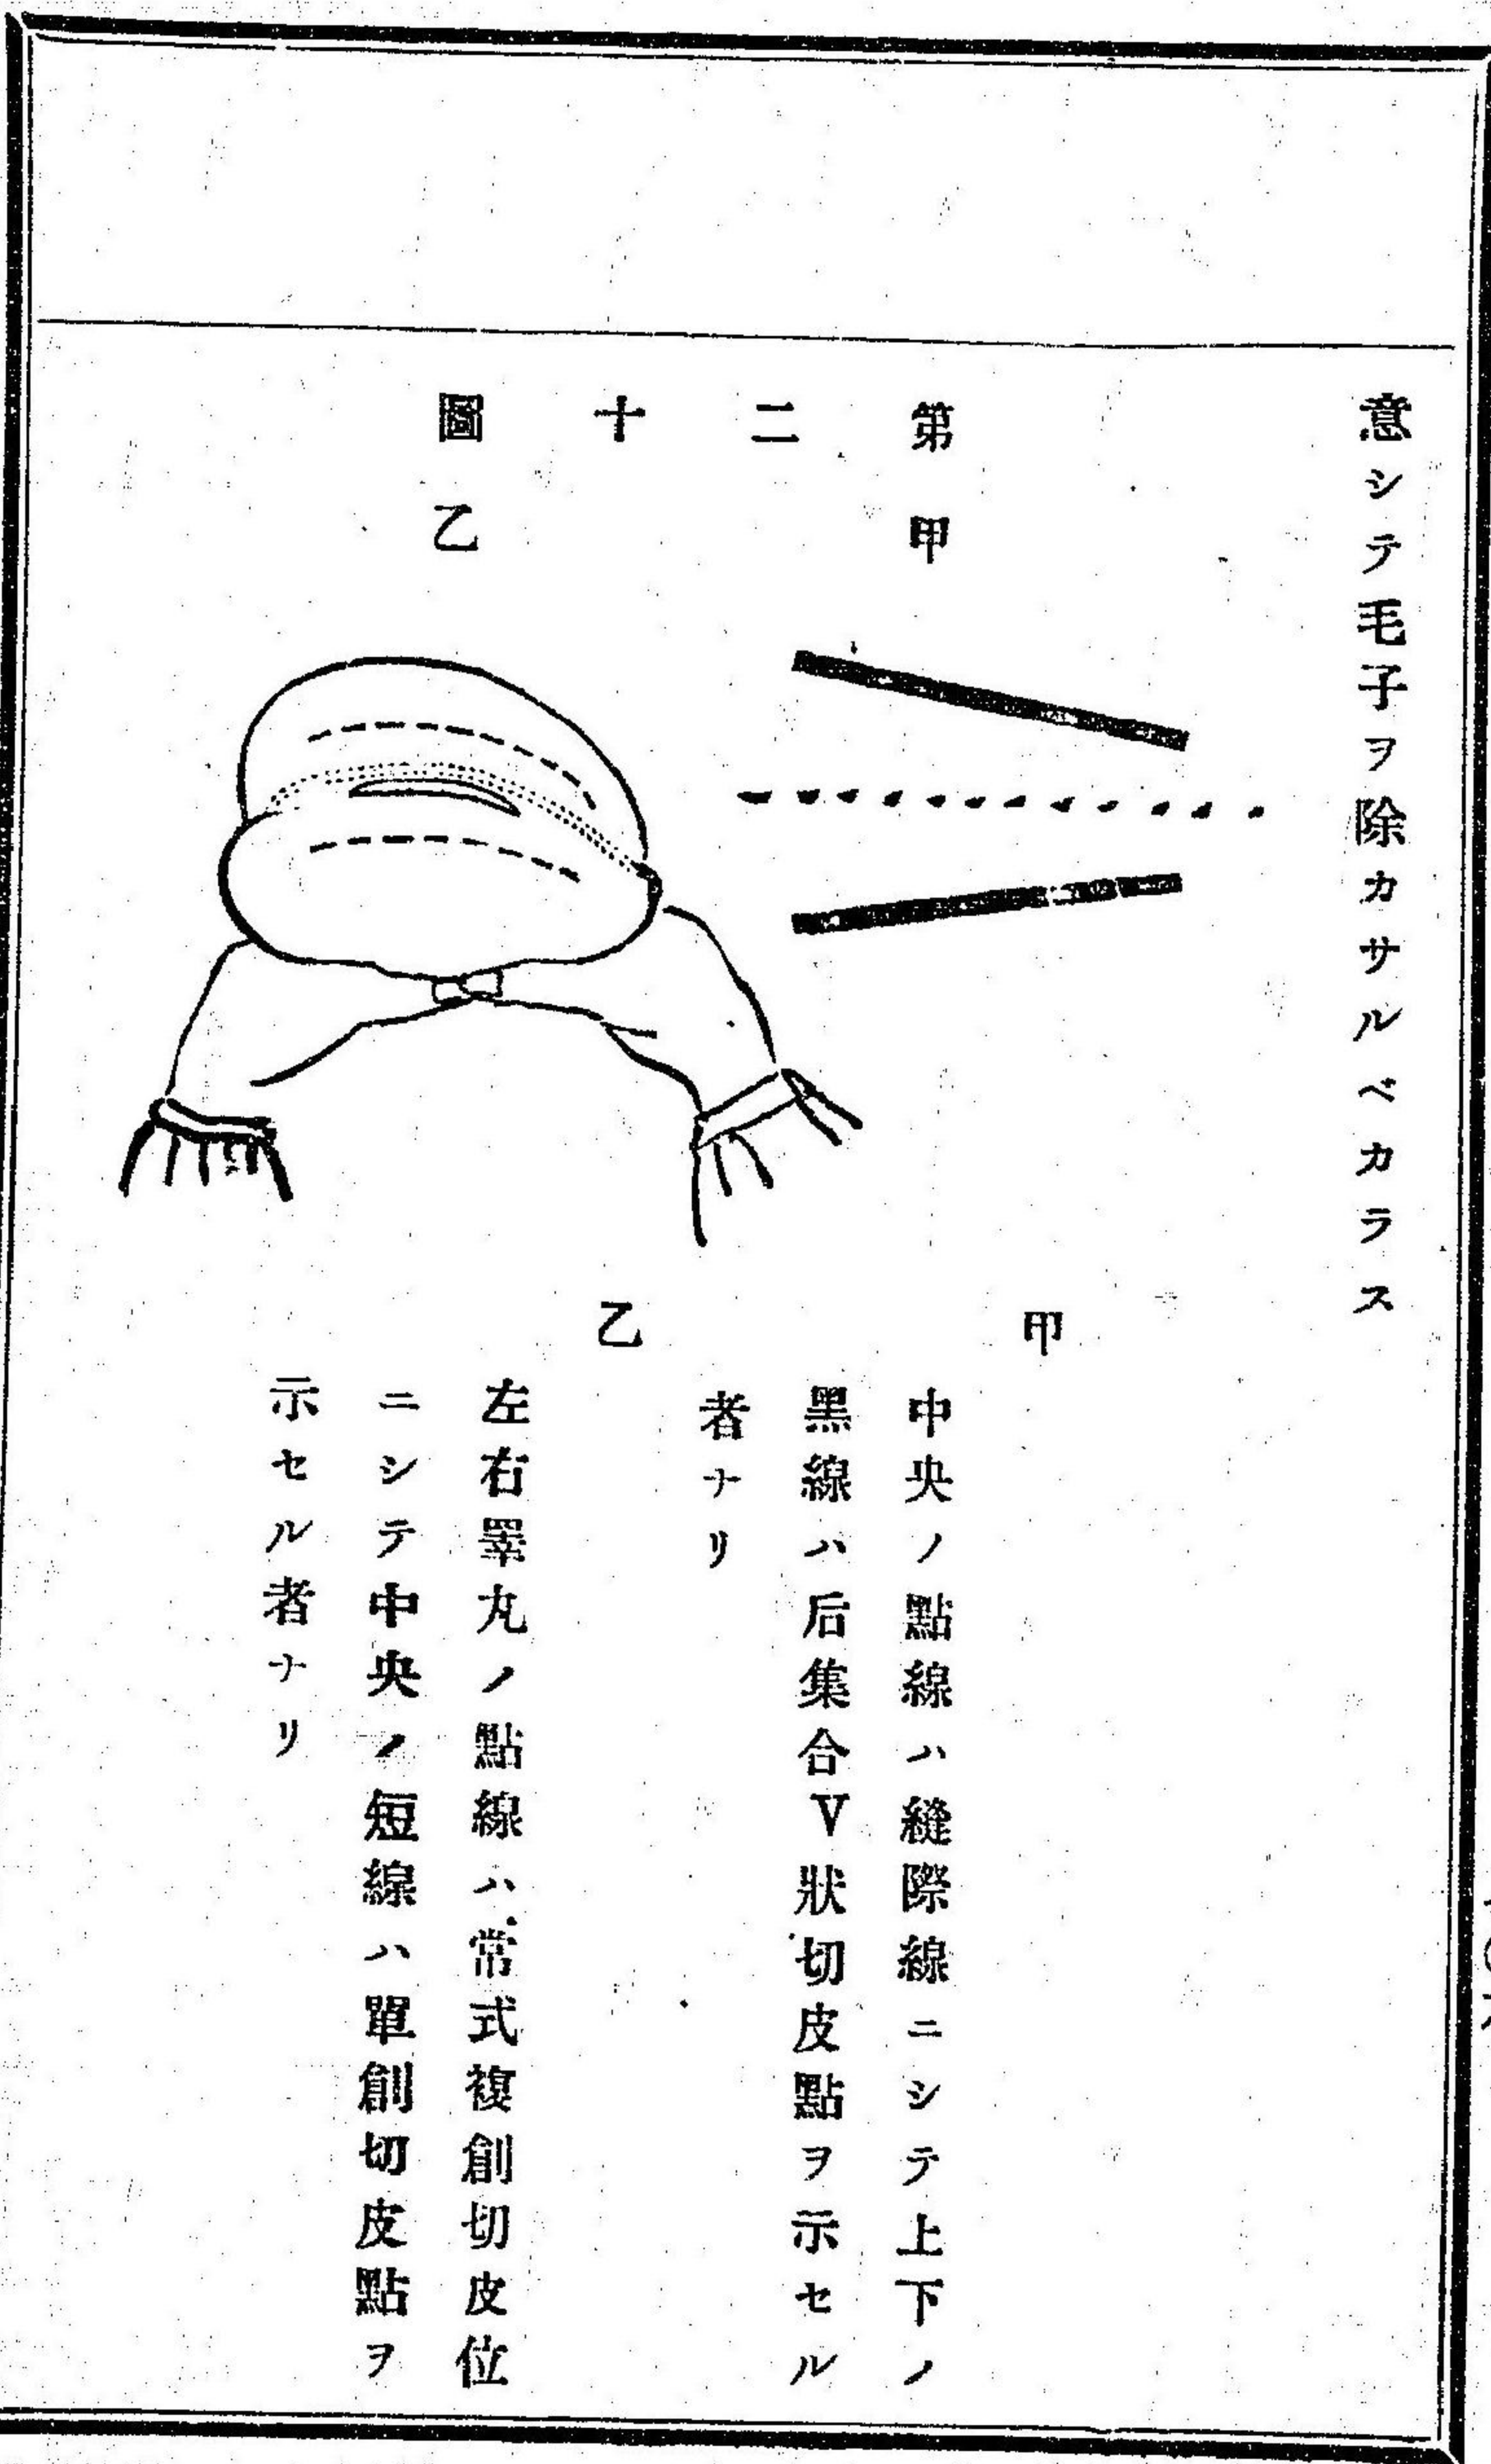 意シテ毛子ヲ除カサルベカラス
第二十圖
甲
乙
甲
中央ノ點線ハ縫際線ニシテ上下ノ
黑線ハ后集合V狀切皮點ヲ示セル
者ナリ
乙
左右睪丸ノ點線ハ常式複創切皮位
ニシテ中央ノ短線ハ單創切皮點ヲ
示セル者ナリ